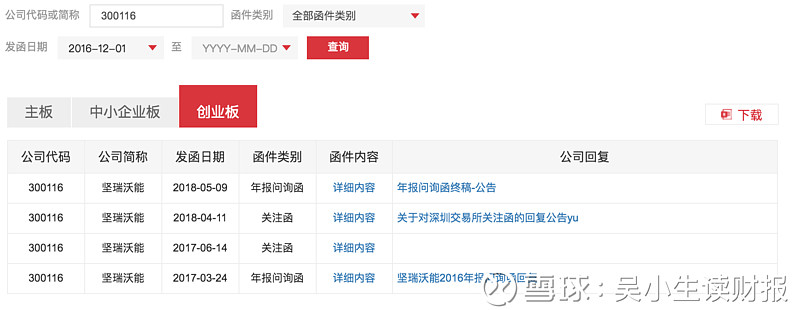 公司代码或简称 300116 函件类别 全部函件类别
发函日期 2016-12-01 至 YYYY-MM-DD 查询
主板 中小企业板 创业板 下载
公司代码 公司简称 发函日期 函件类别 函件内容 公司回复
300116 坚瑞沃能 2018-05-09 年报问询函 详细内容 年报问询函终稿-公告
300116 坚瑞沃能 2018-04-11 关注函 详细内容 关于对深圳交易所关注函的回复公告yu
300116 坚瑞沃能 2017-06-14 关注函 详细内容
300116 坚瑞沃能 2017-03-24 年报问询函 详细内容 坚瑞沃能2016年报问询函回复
雪球：吴小生读财报